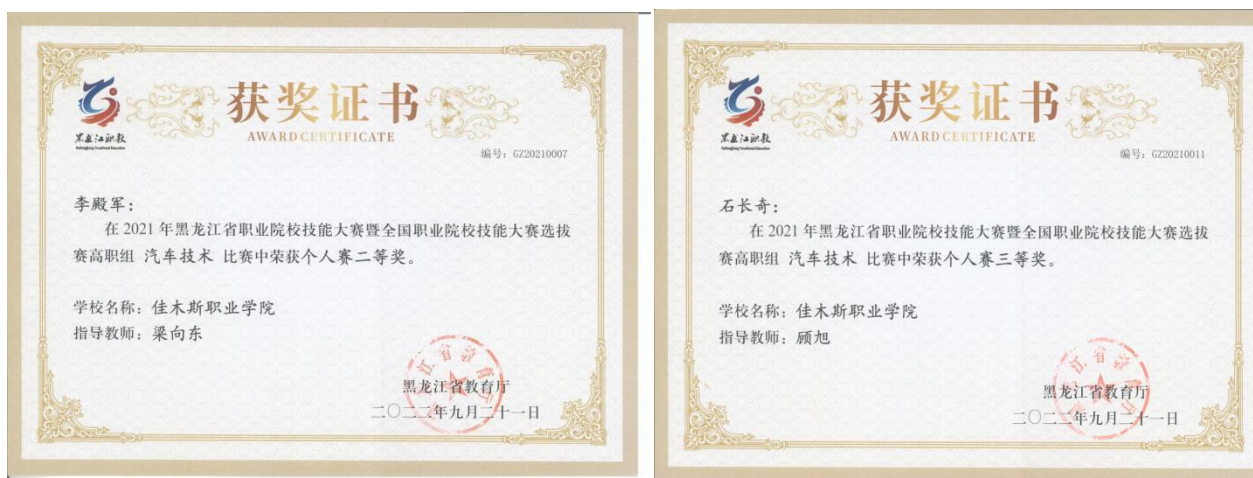 黑龙江职教
获奖证书
AWARD CERTIFICATE
编号：GZ20210007
李殿军：
在 2021 年黑龙江省职业院校技能大赛暨全国职业院校技能大赛选拔
赛高职组 汽车技术 比赛中荣获个人赛二等奖。
学校名称：佳木斯职业学院
指导教师：梁向东
黑龙江省教育厅
二〇二二年九月二十一日
黑龙江职教
获奖证书
AWARD CERTIFICATE
编号：GZ20210011
石长奇：
在 2021 年黑龙江省职业院校技能大赛暨全国职业院校技能大赛选拔
赛高职组 汽车技术 比赛中荣获个人赛三等奖。
学校名称：佳木斯职业学院
指导教师：顾旭
黑龙江省教育厅
二〇二二年九月二十一日